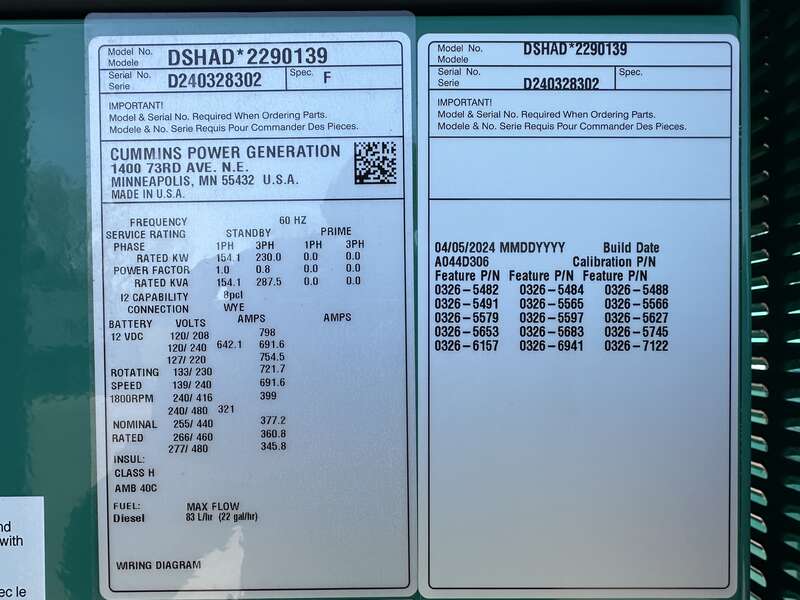 Model No. DSHAD*2290139
Modele
Serial No. D240328302 Spec. F
Serie
IMPORTANT!
Model & Serial No. Required When Ordering Parts.
Modele & No. Serie Requis Pour Commander Des Pieces.
CUMMINS POWER GENERATION
1400 73RD AVE. N.E.
MINNEAPOLIS, MN 55432 U.S.A.
MADE IN U.S.A.
FREQUENCY 60 HZ
SERVICE RATING STANDBY PRIME
PHASE 1PH 3PH 1PH 3PH
RATED KW 154.1 230.0 0.0 0.0
POWER FACTOR 1.0 0.8 0.0 0.0
RATED KVA 154.1 287.5 0.0 0.0
I2 CAPABILITY 8pcl
CONNECTION WYE
BATTERY VOLTS AMPS AMPS
12 VDC 120/ 208 798
120/ 240 642.1 691.6
127/ 220 754.5
ROTATING 133/ 230 721.7
SPEED 139/ 240 691.6
1800RPM 240/ 416 399
240/ 480 321
NOMINAL 255/ 440 377.2
RATED 266/ 460 360.8
277/ 480 345.8
INSUL:
CLASS H
AMB 40C
FUEL: MAX FLOW
Diesel 83 L/hr (22 gal/hr)
WIRING DIAGRAM
Model No. DSHAD*2290139
Modele
Serial No. D240328302 Spec.
Serie
IMPORTANT!
Model & Serial No. Required When Ordering Parts.
Modele & No. Serie Requis Pour Commander Des Pieces.
04/05/2024 MMDDYYYY Build Date
A044D306 Calibration P/N
Feature P/N Feature P/N Feature P/N
0326-5482 0326-5484 0326-5488
0326-5491 0326-5565 0326-5566
0326-5579 0326-5597 0326-5627
0326-5653 0326-5683 0326-5745
0326-6157 0326-6941 0326-7122
with